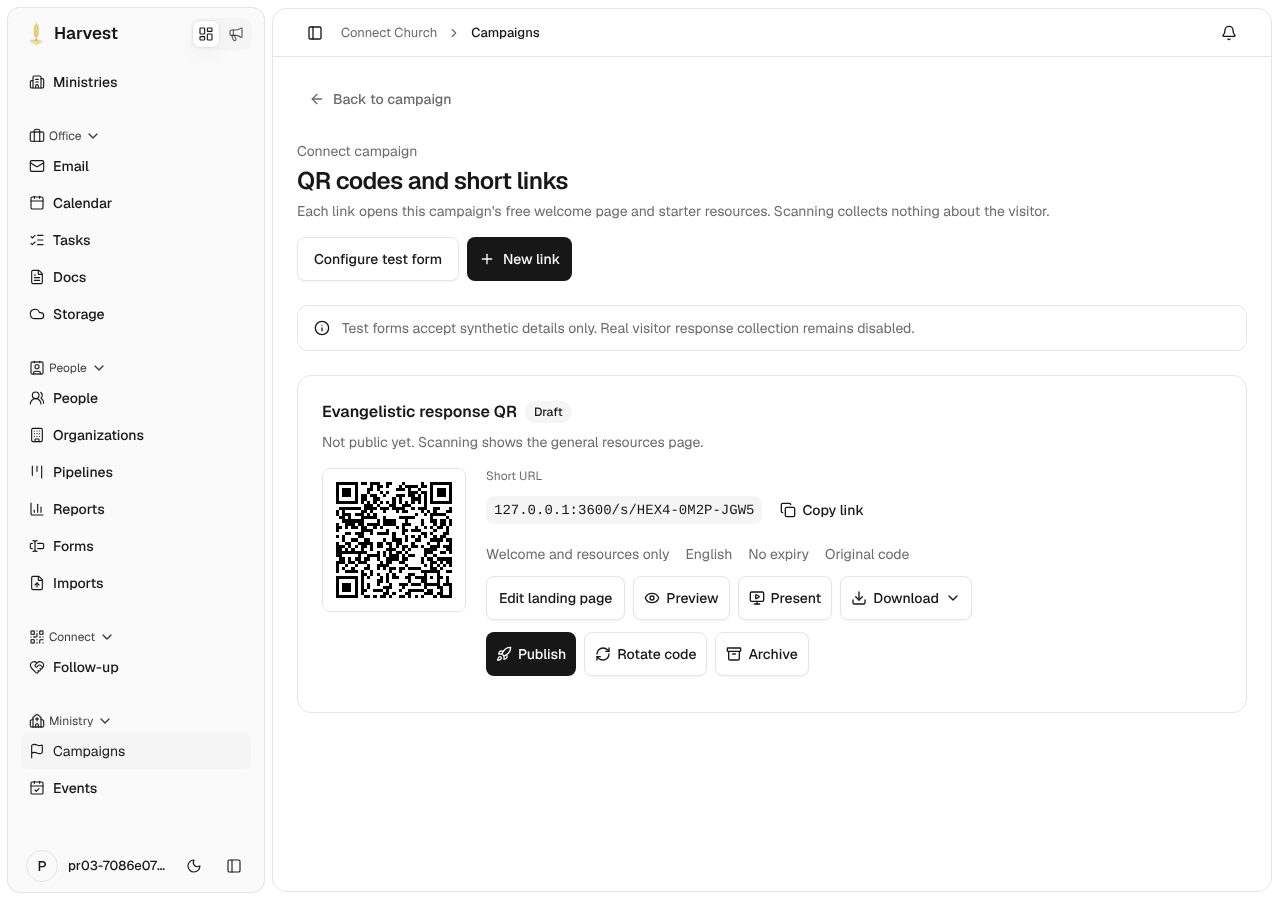 Harvest
Ministries
Office
Email
Calendar
Tasks
Docs
Storage
People
People
Organizations
Pipelines
Reports
Forms
Imports
Connect
Follow-up
Ministry
Campaigns
Events
P
pr03-7086e07...
Connect Church
Campaigns
Back to campaign
Connect campaign
QR codes and short links
Each link opens this campaign's free welcome page and starter resources. Scanning collects nothing about the visitor.
Configure test form
New link
Test forms accept synthetic details only. Real visitor response collection remains disabled.
Evangelistic response QR Draft
Not public yet. Scanning shows the general resources page.
Short URL
127.0.0.1:3600/s/HEX4-0M2P-JGW5 Copy link
Welcome and resources only English No expiry Original code
Edit landing page Preview Present Download
Publish Rotate code Archive